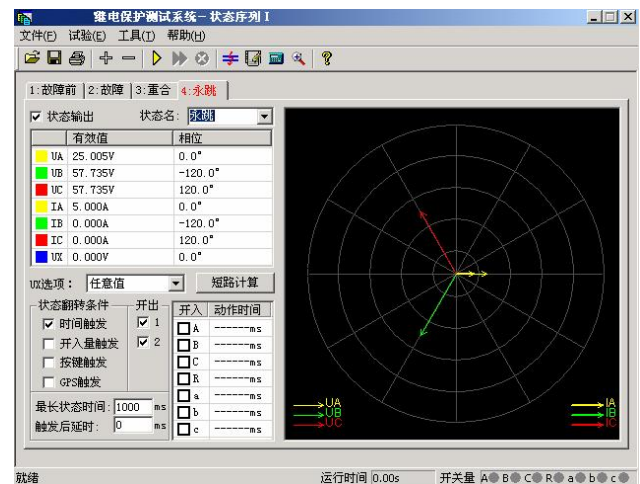 继电保护测试系统-状态序列 I
文件(F) 试验(E) 工具(T) 帮助(H)
1:故障前 2:故障 3:重合 4:永跳
状态输出 状态名: 永跳
有效值 相位
UA 25.005V 0.0°
UB 57.735V -120.0°
UC 57.735V 120.0°
IA 5.000A 0.0°
IB 0.000A -120.0°
IC 0.000A 120.0°
UX 0.000V 0.0°
UX选项: 任意值 短路计算
状态翻转条件 开出 开入 动作时间
时间触发 1 A ------ms
开入量触发 2 B ------ms
按键触发 C ------ms
GPS触发 R ------ms
a ------ms
最长状态时间: 1000 ms b ------ms
触发后延时: 0 ms c ------ms
UA IA
UB IB
UC IC
就绪 运行时间 0.00s 开关量 A B C R a b c